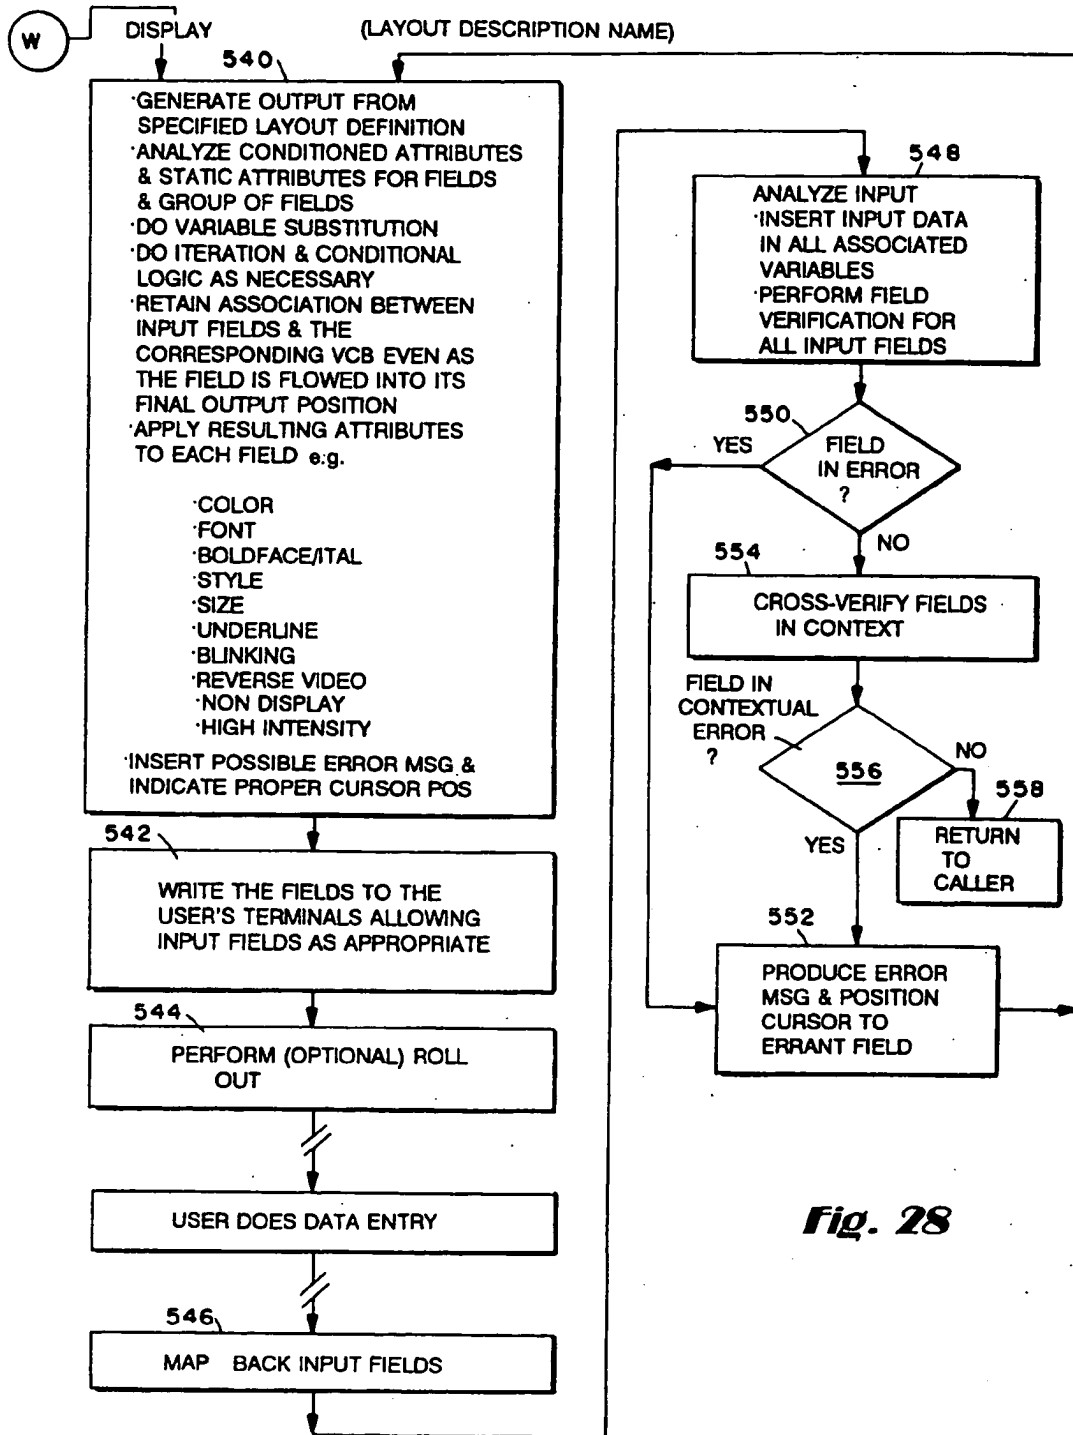 W
DISPLAY (LAYOUT DESCRIPTION NAME)
540
·GENERATE OUTPUT FROM
SPECIFIED LAYOUT DEFINITION
·ANALYZE CONDITIONED ATTRIBUTES
& STATIC ATTRIBUTES FOR FIELDS
& GROUP OF FIELDS
·DO VARIABLE SUBSTITUTION
·DO ITERATION & CONDITIONAL
LOGIC AS NECESSARY
·RETAIN ASSOCIATION BETWEEN
INPUT FIELDS & THE
CORRESPONDING VCB EVEN AS
THE FIELD IS FLOWED INTO ITS
FINAL OUTPUT POSITION
·APPLY RESULTING ATTRIBUTES
TO EACH FIELD e.g.
·COLOR
·FONT
·BOLDFACE/ITAL
·STYLE
·SIZE
·UNDERLINE
·BLINKING
·REVERSE VIDEO
·NON DISPLAY
·HIGH INTENSITY
·INSERT POSSIBLE ERROR MSG &
INDICATE PROPER CURSOR POS
542
WRITE THE FIELDS TO THE
USER'S TERMINALS ALLOWING
INPUT FIELDS AS APPROPRIATE
544
PERFORM (OPTIONAL) ROLL
OUT
USER DOES DATA ENTRY
546
MAP BACK INPUT FIELDS
548
ANALYZE INPUT
·INSERT INPUT DATA
IN ALL ASSOCIATED
VARIABLES
·PERFORM FIELD
VERIFICATION FOR
ALL INPUT FIELDS
550
YES
FIELD
IN ERROR
?
NO
554
CROSS-VERIFY FIELDS
IN CONTEXT
FIELD IN
CONTEXTUAL
ERROR
?
556
NO
558
RETURN
TO
CALLER
YES
552
PRODUCE ERROR
MSG & POSITION
CURSOR TO
ERRANT FIELD
Fig. 28